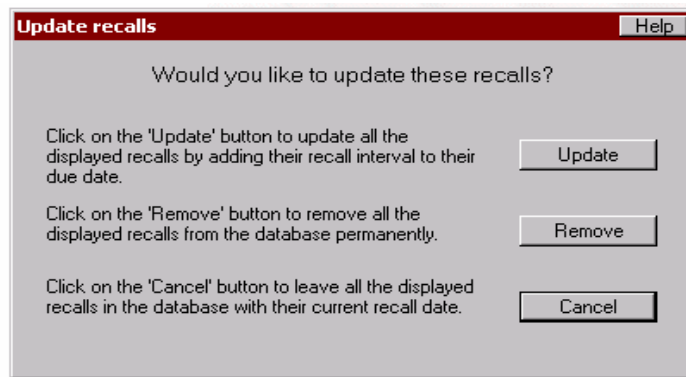 Update recalls Help
Would you like to update these recalls?
Click on the 'Update' button to update all the
displayed recalls by adding their recall interval to their
due date.
Update
Click on the 'Remove' button to remove all the
displayed recalls from the database permanently.
Remove
Click on the 'Cancel' button to leave all the displayed
recalls in the database with their current recall date.
Cancel